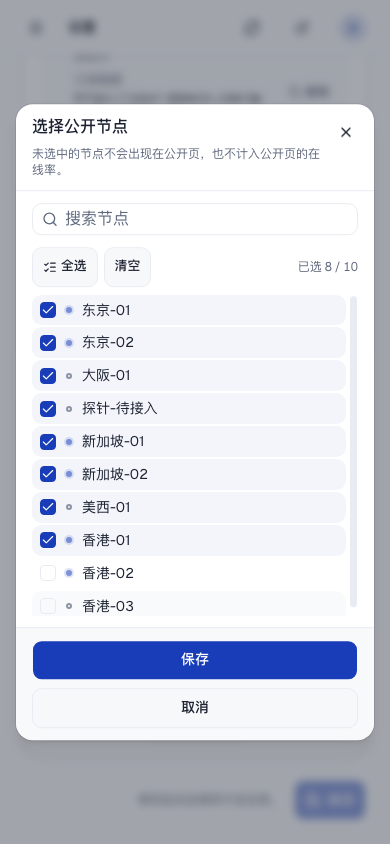 选择公开节点
未选中的节点不会出现在公开页，也不计入公开页的在
线率。
搜索节点
全选
清空
已选 8 / 10
东京-01
东京-02
大阪-01
探针-待接入
新加坡-01
新加坡-02
美西-01
香港-01
香港-02
香港-03
保存
取消